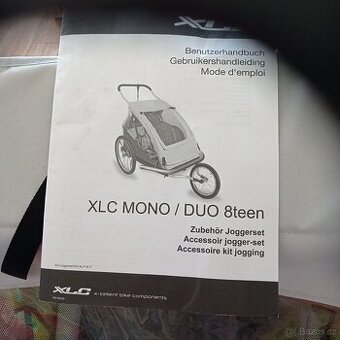 XLC
Benutzerhandbuch
Gebruikershandleiding
Mode d'emploi
XLC MONO / DUO 8teen
Zubehör Joggerset
Accessoir jogger-set
Accessoire kit jogging
XLC x-cellent bike components